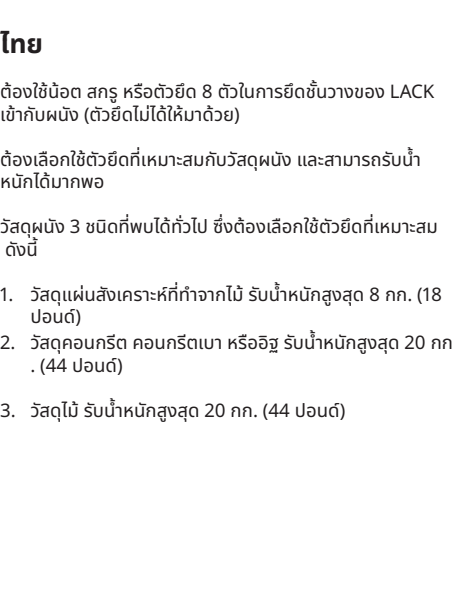 ไทย
ต้องใช้น้อต สกรู หรือตัวยึด 8 ตัวในการยึดชั้นวางของ LACK
เข้ากับผนัง (ตัวยึดไม่ได้ให้มาด้วย)
ต้องเลือกใช้ตัวยึดที่เหมาะสมกับวัสดุผนัง และสามารถรับน้ำ
หนักได้มากพอ
วัสดุผนัง 3 ชนิดที่พบได้ทั่วไป ซึ่งต้องเลือกใช้ตัวยึดที่เหมาะสม
ดังนี้
1. วัสดุแผ่นสังเคราะห์ที่ทำจากไม้ รับน้ำหนักสูงสุด 8 กก. (18
ปอนด์)
2. วัสดุคอนกรีต คอนกรีตเบา หรืออิฐ รับน้ำหนักสูงสุด 20 กก
. (44 ปอนด์)
3. วัสดุไม้ รับน้ำหนักสูงสุด 20 กก. (44 ปอนด์)